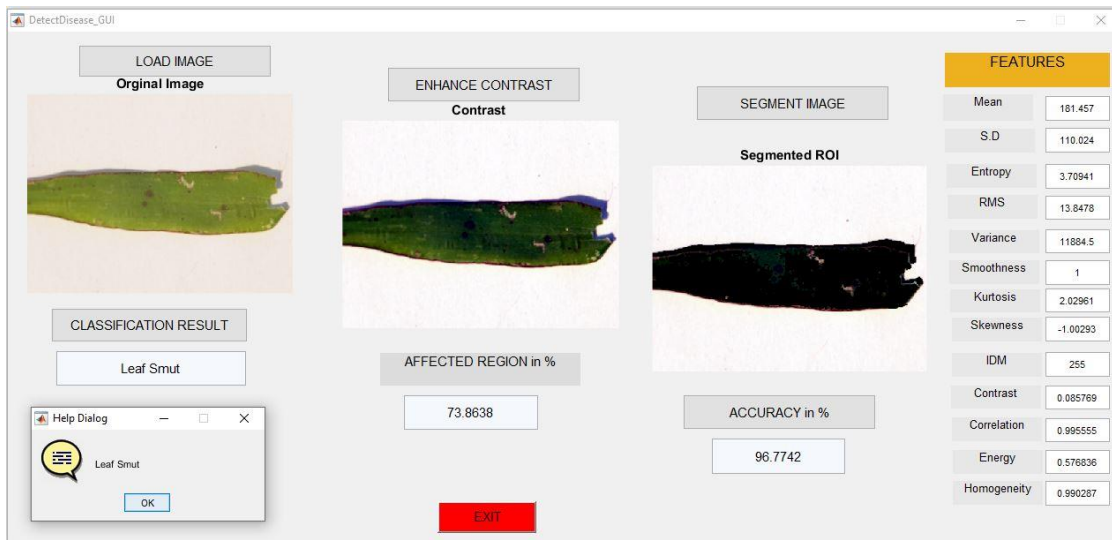 DetectDisease_GUI
LOAD IMAGE
Orginal Image
CLASSIFICATION RESULT
Leaf Smut
Help Dialog
Leaf Smut
OK
ENHANCE CONTRAST
Contrast
AFFECTED REGION in %
73.8638
EXIT
SEGMENT IMAGE
Segmented ROI
ACCURACY in %
96.7742
FEATURES
Mean 181.457
S.D 110.024
Entropy 3.70941
RMS 13.8478
Variance 11884.5
Smoothness 1
Kurtosis 2.02961
Skewness -1.00293
IDM 255
Contrast 0.085769
Correlation 0.995555
Energy 0.576836
Homogeneity 0.990287